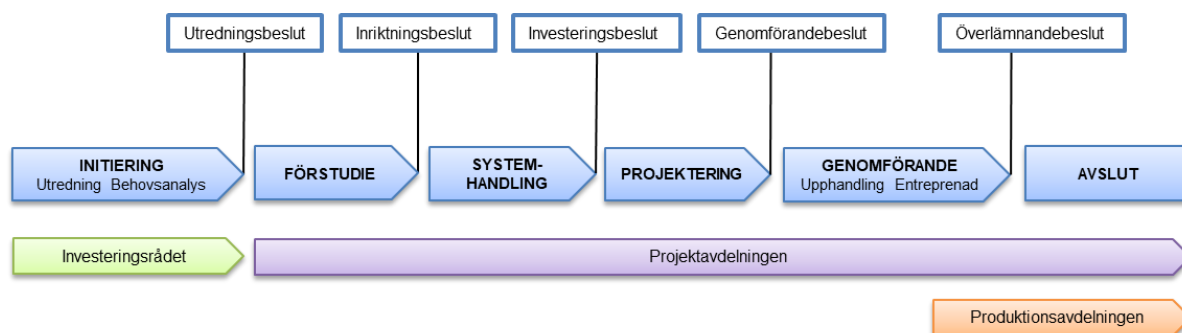 Utredningsbeslut
Inriktningsbeslut
Investeringsbeslut
Genomförandebeslut
Överlämnandebeslut
INITIERING
Utredning Behovsanalys
FÖRSTUDIE
SYSTEM-
HANDLING
PROJEKTERING
GENOMFÖRANDE
Upphandling Entreprenad
AVSLUT
Investeringsrådet
Projektavdelningen
Produktionsavdelningen